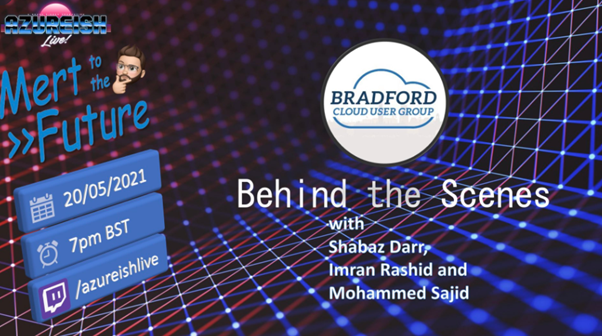 AZUREISH
Live!
Mert to
the
>>Future
20/05/2021
7pm BST
/azureishlive
BRADFORD
CLOUD USER GROUP
Behind the Scenes
with
Shabaz Darr,
Imran Rashid and
Mohammed Sajid